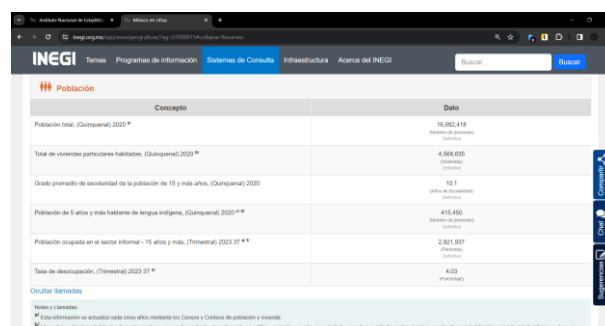 Instituto Nacional de Estadístic
México en cifras
inegi.org.mx/app/areasgeograficas/?ag=07000015#collapse-Resumen
INEGI Temas Programas de información Sistemas de Consulta Infraestructura Acerca del INEGI Buscar... Buscar
Población
Concepto Dato
Población total, (Quinquenal) 2020 a/ 16,992,418
(Número de personas)
Definitiva
Total de viviendas particulares habitadas, (Quinquenal) 2020 b/ 4,568,635
(Viviendas)
Definitiva
Grado promedio de escolaridad de la población de 15 y más años, (Quinquenal) 2020 10.1
(Años de escolaridad)
Definitiva
Población de 5 años y más hablante de lengua indígena, (Quinquenal) 2020 415,450
(Número de personas)
Definitiva
Población ocupada en el sector informal - 15 años y más, (Trimestral) 2023 3T 2,821,937
(Personas)
Definitiva
Tasa de desocupación, (Trimestral) 2023 3T 4.03
(Porcentaje)
Ocultar llamadas
Notas y Llamadas:
a/ Esta información se actualiza cada cinco años mediante los Censos y Conteos de población y vivienda.
Compartir
Chat
Sugerencias